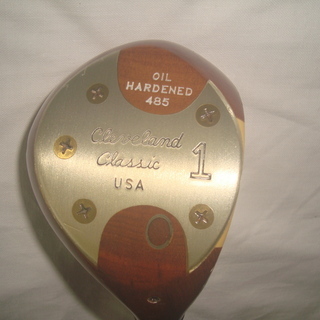 OIL
HARDENED
485
Cleveland
Classic 1
USA